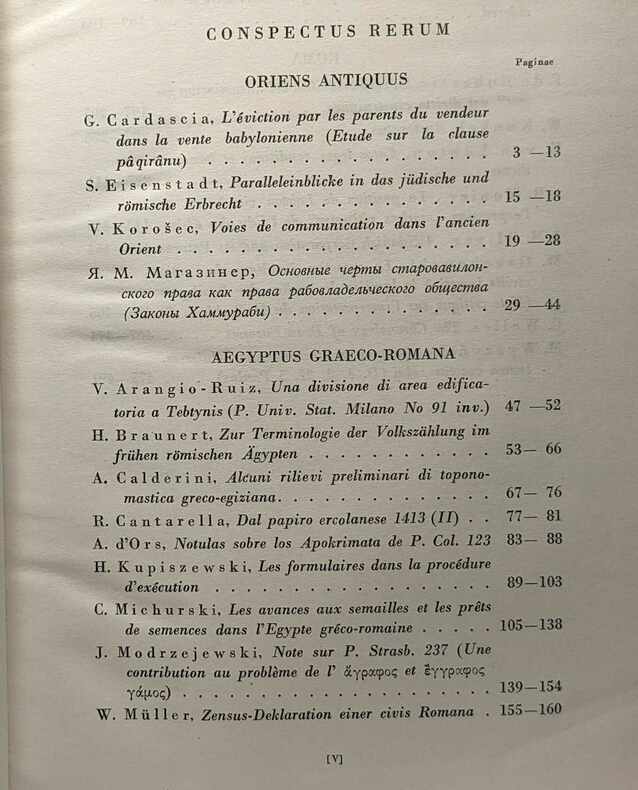 CONSPECTUS RERUM
Paginae
ORIENS ANTIQUUS
G. Cardascia, L'éviction par les parents du vendeur
dans la vente babylonienne (Etude sur la clause
pâqirânu) . . . . . . . . . . . . . . . . . 3—13
S. Eisenstadt, Paralleleinblicke in das jüdische und
römische Erbrecht . . . . . . . . . . . . 15—18
V. Korošec, Voies de communication dans l'ancien
Orient . . . . . . . . . . . . . . . . . . 19—28
Я. М. Магазинер, Основные черты старовавилон-
ского права как права рабовладельческого общества
(Законы Хаммураби) . . . . . . . . . . . . . 29—44
AEGYPTUS GRAECO-ROMANA
V. Arangio-Ruiz, Una divisione di area edifica-
toria a Tebtynis (P. Univ. Stat. Milano No 91 inv.) 47—52
H. Braunert, Zur Terminologie der Volkszählung im
frühen römischen Ägypten . . . . . . . . . . . 53—66
A. Calderini, Alcuni rilievi preliminari di topono-
mastica greco-egiziana. . . . . . . . . . . . . 67—76
R. Cantarella, Dal papiro ercolanese 1413 (II) . . 77—81
A. d'Ors, Notulas sobre los Apokrimata de P. Col. 123 83—88
H. Kupiszewski, Les formulaires dans la procédure
d'exécution . . . . . . . . . . . . . . . . . 89—103
C. Michurski, Les avances aux semailles et les prêts
de semences dans l'Egypte gréco-romaine . . . . . 105—138
J. Modrzejewski, Note sur P. Strasb. 237 (Une
contribution au problème de l' ἄγραφος et ἔγγραφος
γάμος) . . . . . . . . . . . . . . . . . . . 139—154
W. Müller, Zensus-Deklaration einer civis Romana . 155—160
[V]